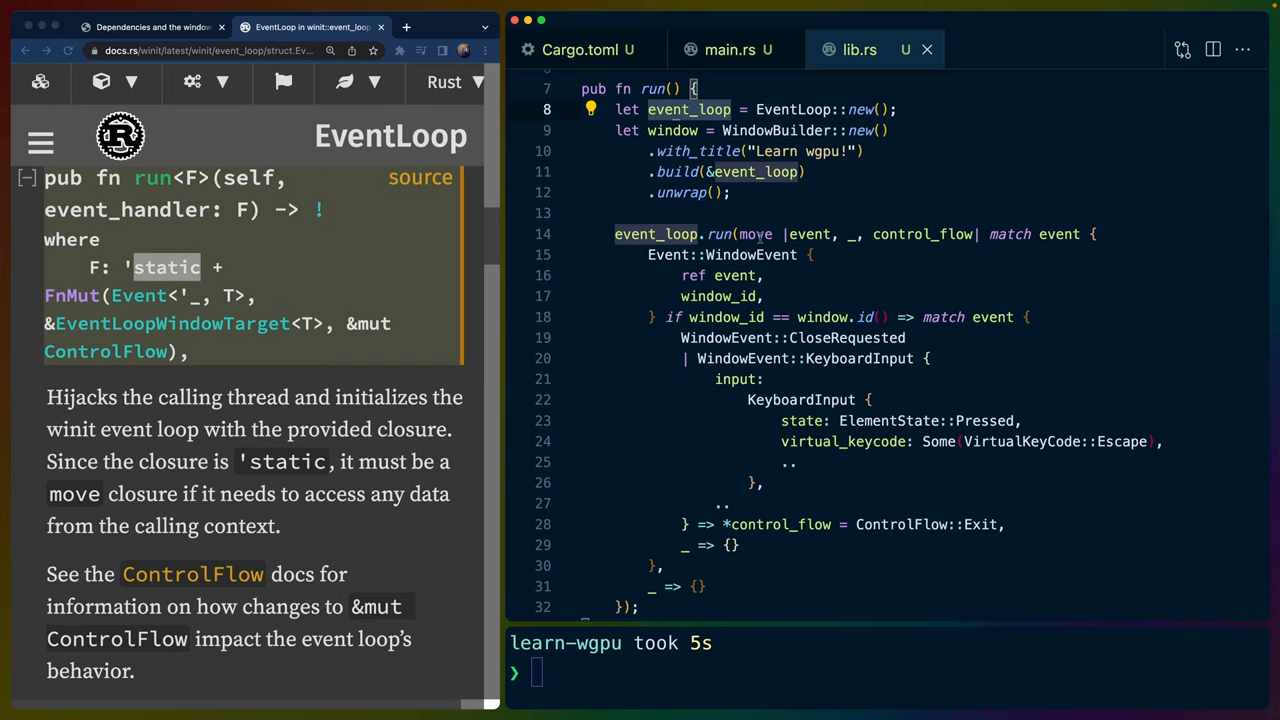 Dependencies and the window
EventLoop in winit::event_loop
docs.rs/winit/latest/winit/event_loop/struct.Ev...
Rust
EventLoop
[-] pub fn run<F>(self, source
event_handler: F) -> !
where
F: 'static +
FnMut(Event<'_, T>,
&EventLoopWindowTarget<T>, &mut
ControlFlow),
Hijacks the calling thread and initializes the
winit event loop with the provided closure.
Since the closure is 'static, it must be a
move closure if it needs to access any data
from the calling context.
See the ControlFlow docs for
information on how changes to &mut
ControlFlow impact the event loop's
behavior.
Cargo.toml U main.rs U lib.rs U
7 pub fn run() {
8 let event_loop = EventLoop::new();
9 let window = WindowBuilder::new()
10 .with_title("Learn wgpu!")
11 .build(&event_loop)
12 .unwrap();
13
14 event_loop.run(move |event, _, control_flow| match event {
15 Event::WindowEvent {
16 ref event,
17 window_id,
18 } if window_id == window.id() => match event {
19 WindowEvent::CloseRequested
20 | WindowEvent::KeyboardInput {
21 input:
22 KeyboardInput {
23 state: ElementState::Pressed,
24 virtual_keycode: Some(VirtualKeyCode::Escape),
25 ..
26 },
27 ..
28 } => *control_flow = ControlFlow::Exit,
29 _ => {}
30 },
31 _ => {}
32 });
learn-wgpu took 5s
❯